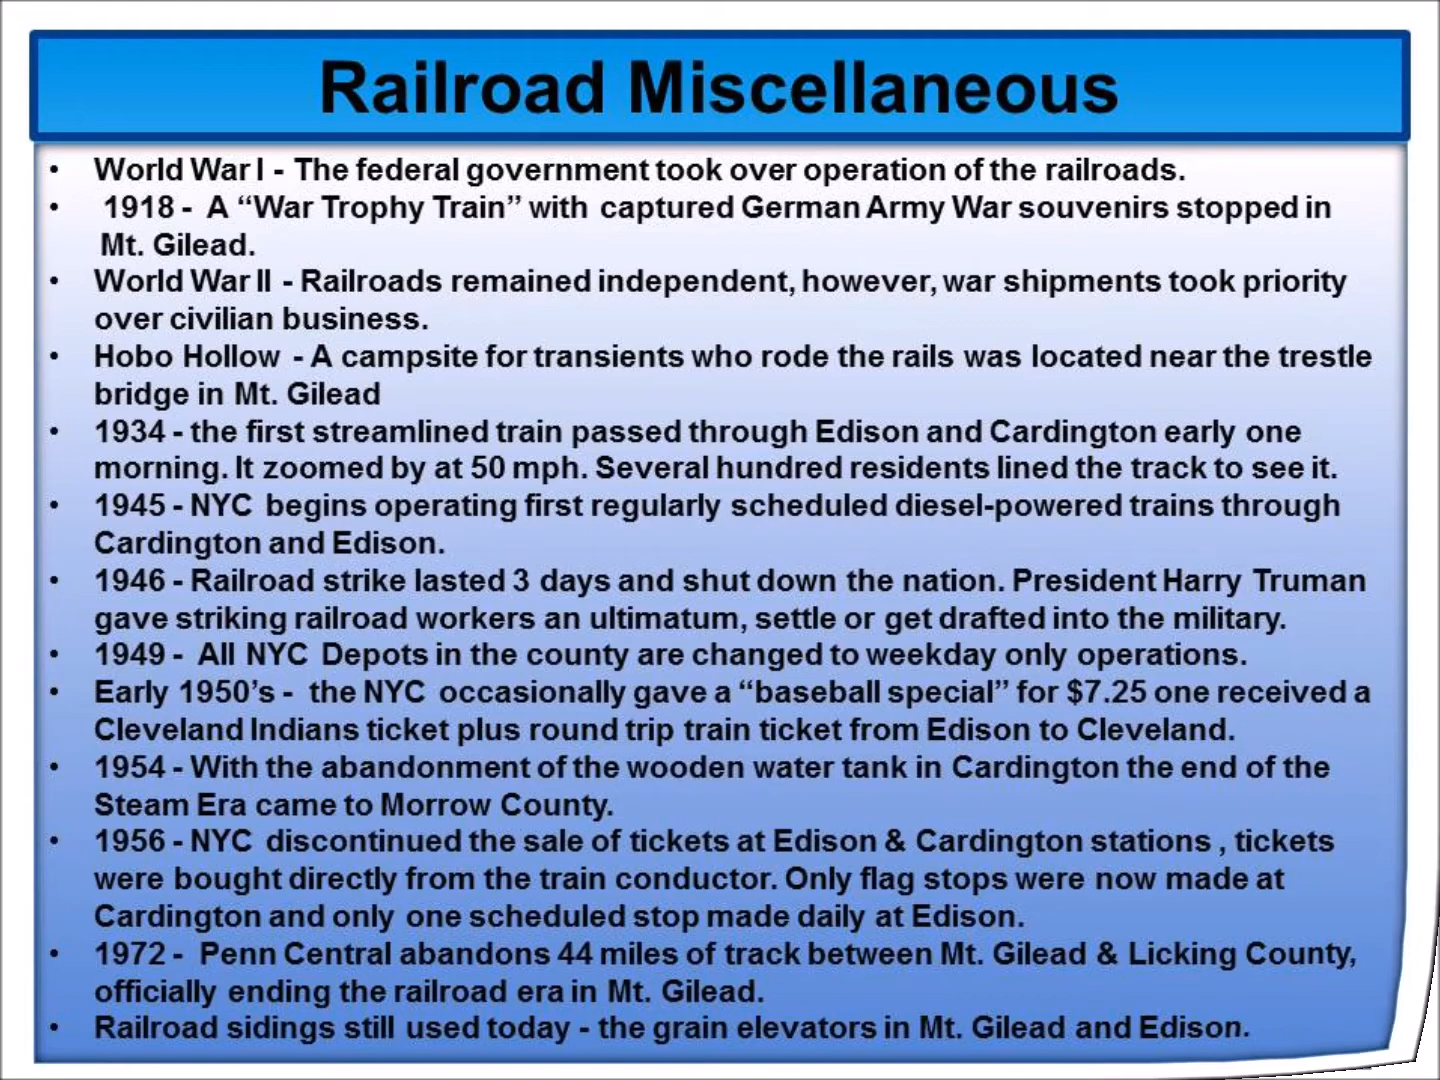 Railroad Miscellaneous
• World War I - The federal government took over operation of the railroads.
• 1918 - A “War Trophy Train” with captured German Army War souvenirs stopped in
Mt. Gilead.
• World War II - Railroads remained independent, however, war shipments took priority
over civilian business.
• Hobo Hollow - A campsite for transients who rode the rails was located near the trestle
bridge in Mt. Gilead
• 1934 - the first streamlined train passed through Edison and Cardington early one
morning. It zoomed by at 50 mph. Several hundred residents lined the track to see it.
• 1945 - NYC begins operating first regularly scheduled diesel-powered trains through
Cardington and Edison.
• 1946 - Railroad strike lasted 3 days and shut down the nation. President Harry Truman
gave striking railroad workers an ultimatum, settle or get drafted into the military.
• 1949 - All NYC Depots in the county are changed to weekday only operations.
• Early 1950’s - the NYC occasionally gave a “baseball special” for $7.25 one received a
Cleveland Indians ticket plus round trip train ticket from Edison to Cleveland.
• 1954 - With the abandonment of the wooden water tank in Cardington the end of the
Steam Era came to Morrow County.
• 1956 - NYC discontinued the sale of tickets at Edison & Cardington stations , tickets
were bought directly from the train conductor. Only flag stops were now made at
Cardington and only one scheduled stop made daily at Edison.
• 1972 - Penn Central abandons 44 miles of track between Mt. Gilead & Licking County,
officially ending the railroad era in Mt. Gilead.
• Railroad sidings still used today - the grain elevators in Mt. Gilead and Edison.